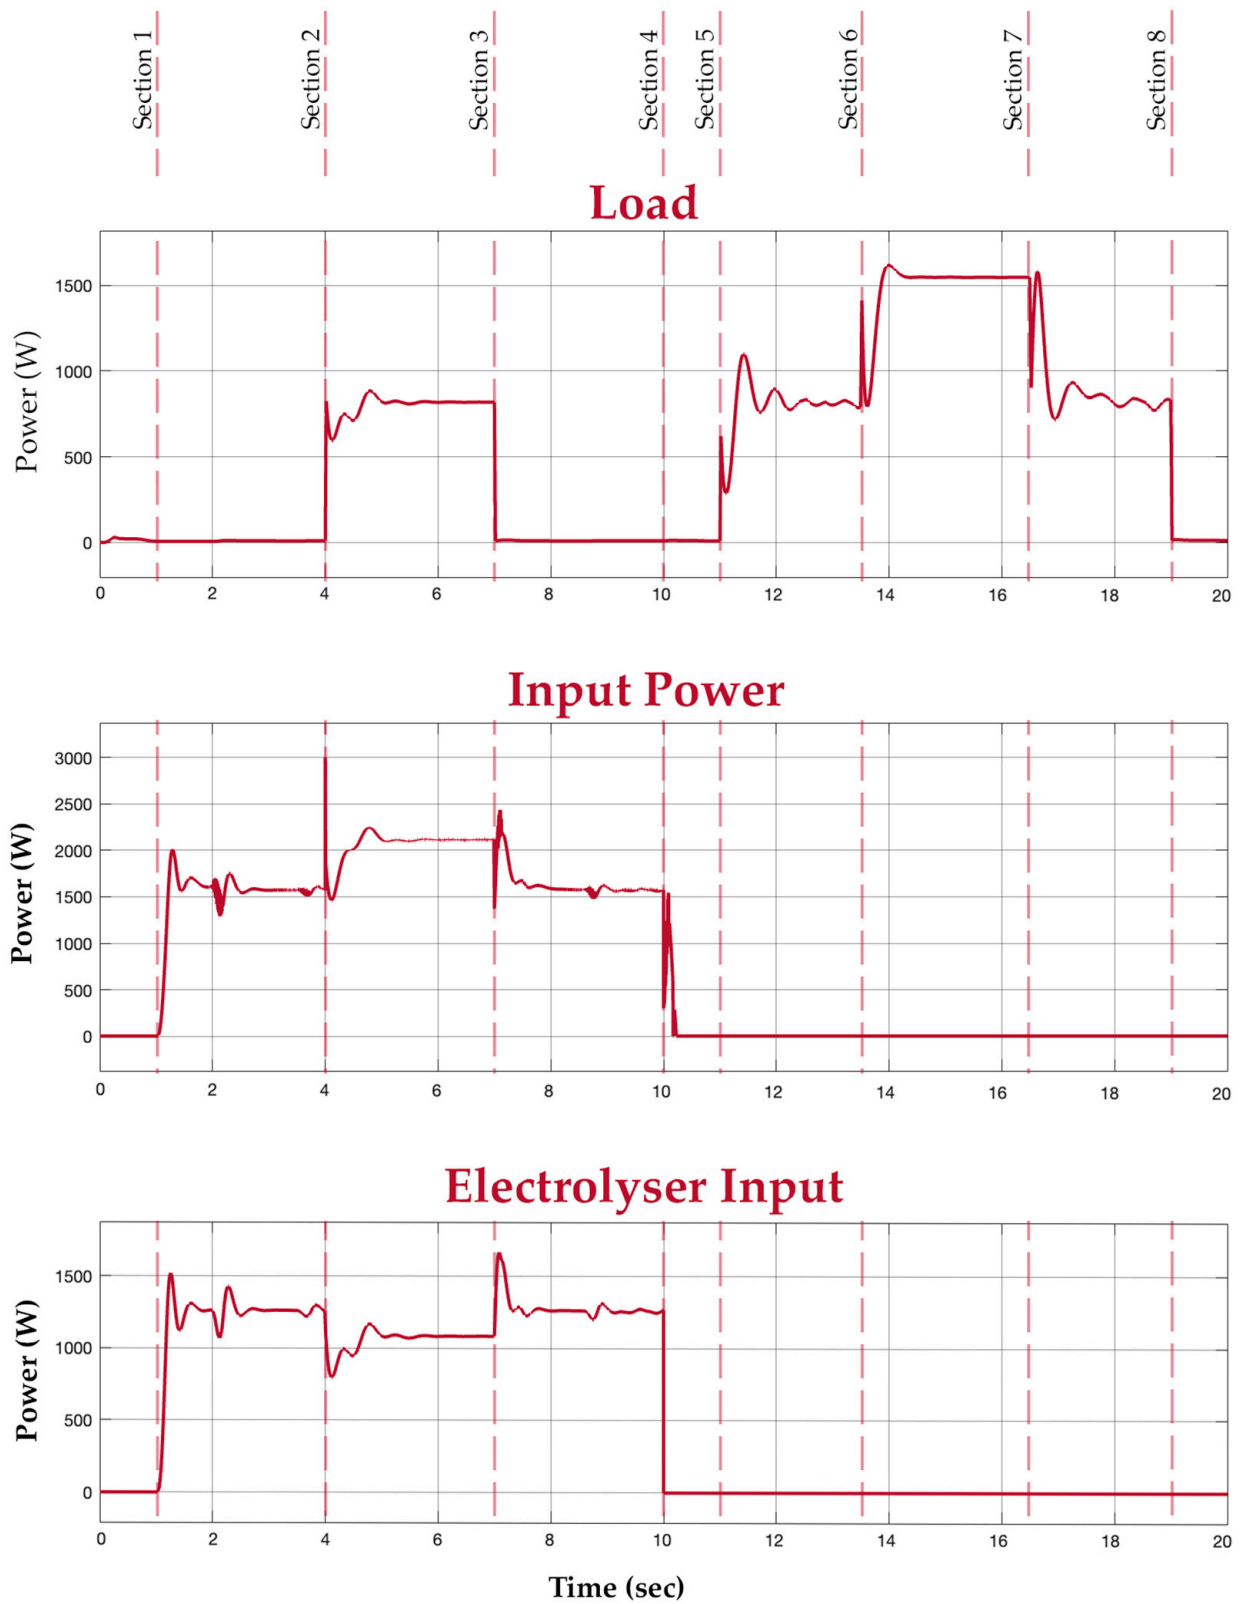 Section 1
Section 2
Section 3
Section 4
Section 5
Section 6
Section 7
Section 8
Load
Power (W)
1500
1000
500
0
0 2 4 6 8 10 12 14 16 18 20
Input Power
Power (W)
3000
2500
2000
1500
1000
500
0
0 2 4 6 8 10 12 14 16 18 20
Electrolyser Input
Power (W)
1500
1000
500
0
0 2 4 6 8 10 12 14 16 18 20
Time (sec)